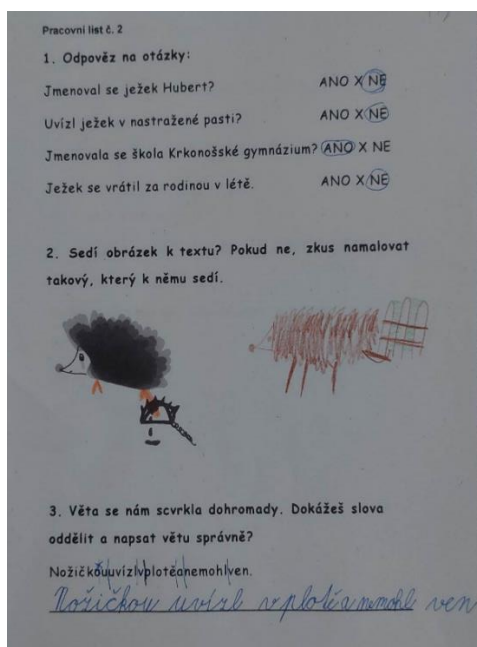 Pracovní list č. 2
1. Odpověz na otázky:
Jmenoval se ježek Hubert? ANO X NE
Uvízl ježek v nastražené pasti? ANO X NE
Jmenovala se škola Krkonošské gymnázium? ANO X NE
Ježek se vrátil za rodinou v létě. ANO X NE
2. Sedí obrázek k textu? Pokud ne, zkus namalovat
takový, který k němu sedí.
3. Věta se nám scvrkla dohromady. Dokážeš slova
oddělit a napsat větu správně?
Nožičkouuvízlvplotěanemohlven.
Nožičkou uvízl v plotě a nemohl ven